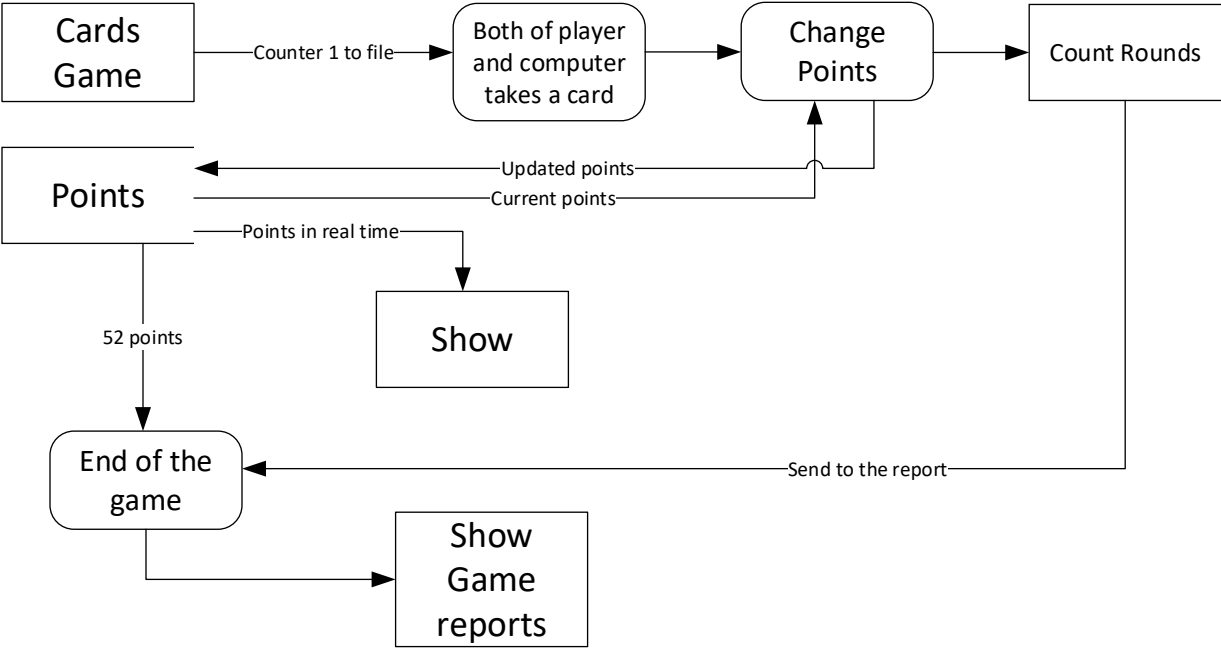 Cards
Game
Counter 1 to file
Both of player
and computer
takes a card
Change
Points
Count Rounds
Points
Updated points
Current points
Points in real time
Show
52 points
End of the
game
Send to the report
Show
Game
reports